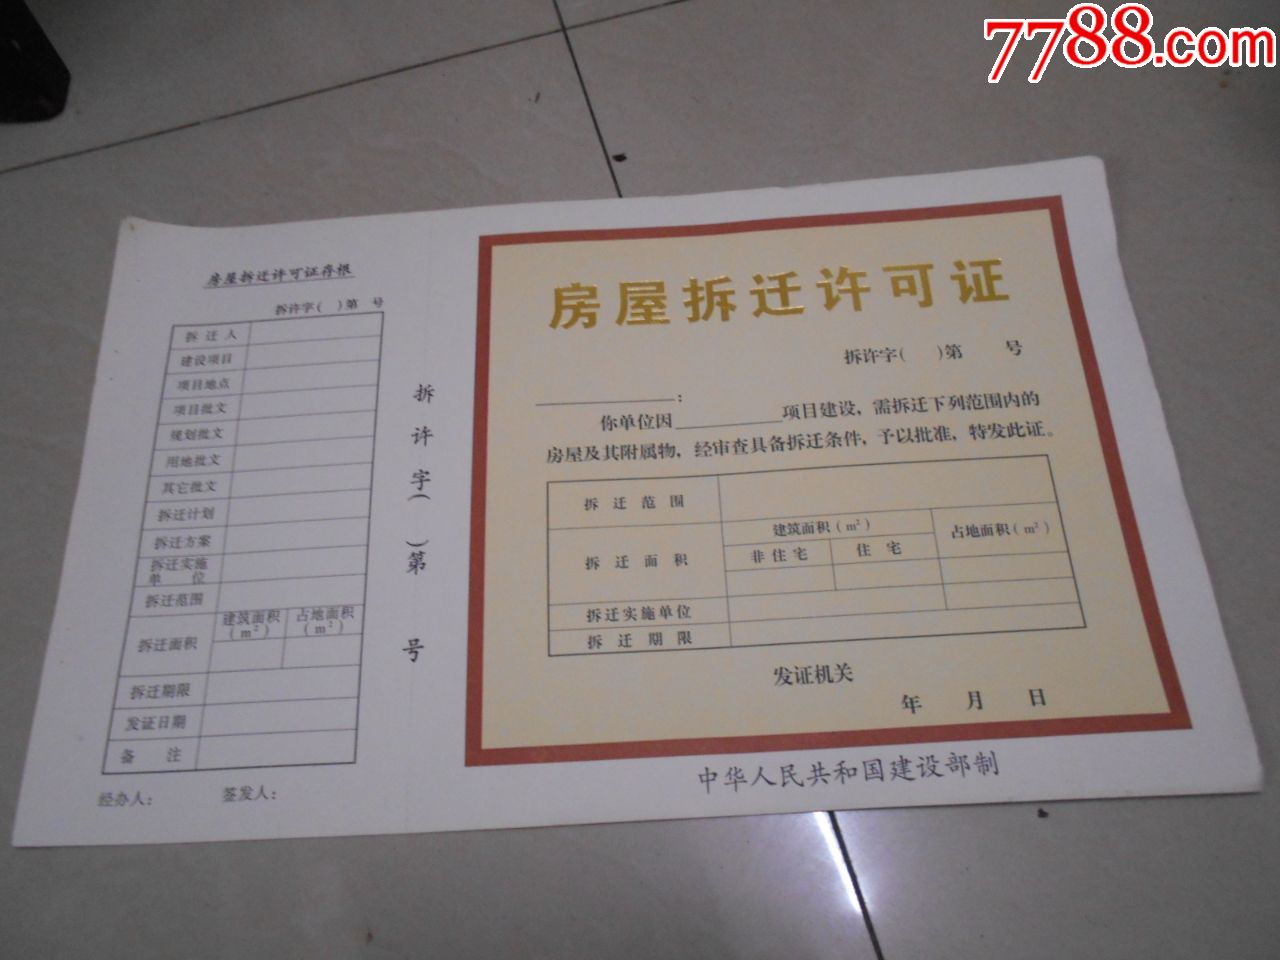 7788.com
房屋拆迁许可证存根
拆许字( )第 号
拆迁人
建设项目
项目地点
项目批文
规划批文
用地批文
其它批文
拆迁计划
拆迁方案
拆迁实施
单 位
拆迁范围
拆迁面积
建筑面积
(m²)
占地面积
(m²)
拆迁期限
发证日期
备 注
经办人: 签发人:
拆许字( )第 号
房屋拆迁许可证
拆许字( )第 号
________:
你单位因________项目建设,需拆迁下列范围内的
房屋及其附属物,经审查具备拆迁条件,予以批准,特发此证。
拆迁范围
拆迁面积
建筑面积(m²)
占地面积(m²)
非住宅
住宅
拆迁实施单位
拆迁期限
发证机关
年 月 日
中华人民共和国建设部制